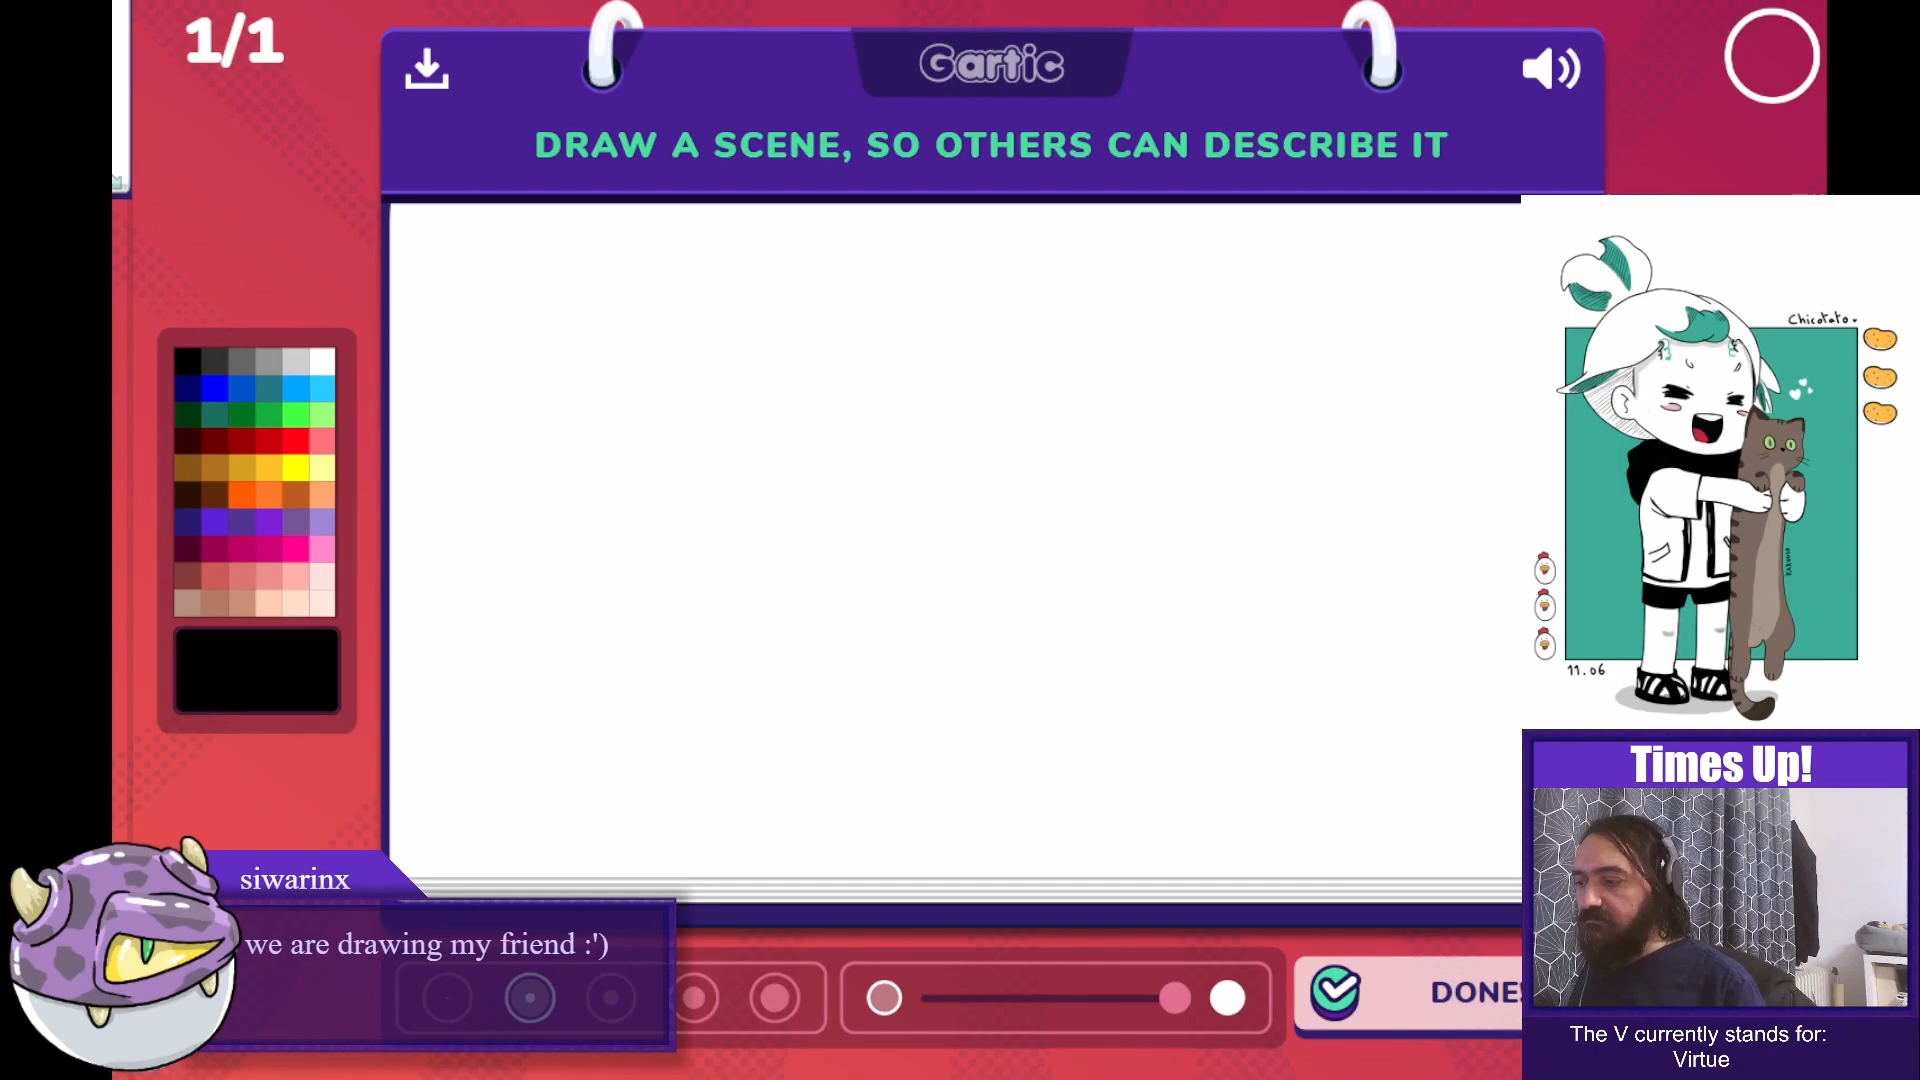 1/1
Gartic
DRAW A SCENE, SO OTHERS CAN DESCRIBE IT
Chicotato.
11.06
siwarinx
we are drawing my friend :')
DONE!
Times Up!
The V currently stands for:
Virtue